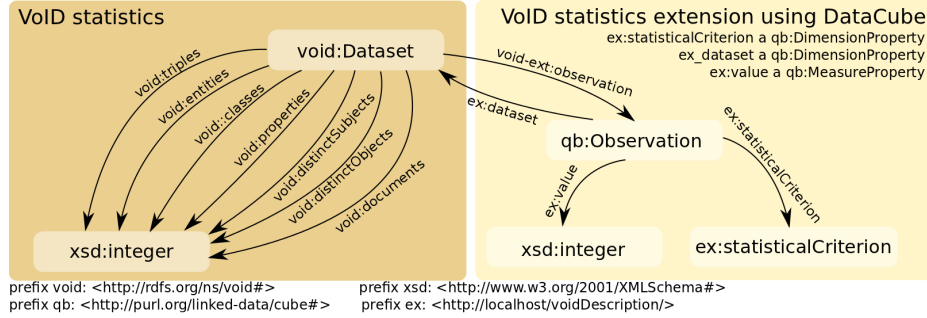 VoID statistics
void:Dataset
void:triples
void:entities
void::classes
void:properties
void:distinctSubjects
void:distinctObjects
void:documents
xsd:integer
VoID statistics extension using DataCube
ex:statisticalCriterion a qb:DimensionProperty
ex_dataset a qb:DimensionProperty
ex:value a qb:MeasureProperty
void-ext:observation
ex:dataset
qb:Observation
ex:value
ex:statisticalCriterion
xsd:integer
ex:statisticalCriterion
prefix void: <http://rdfs.org/ns/void#> prefix xsd: <http://www.w3.org/2001/XMLSchema#>
prefix qb: <http://purl.org/linked-data/cube#> prefix ex: <http://localhost/voidDescription/>